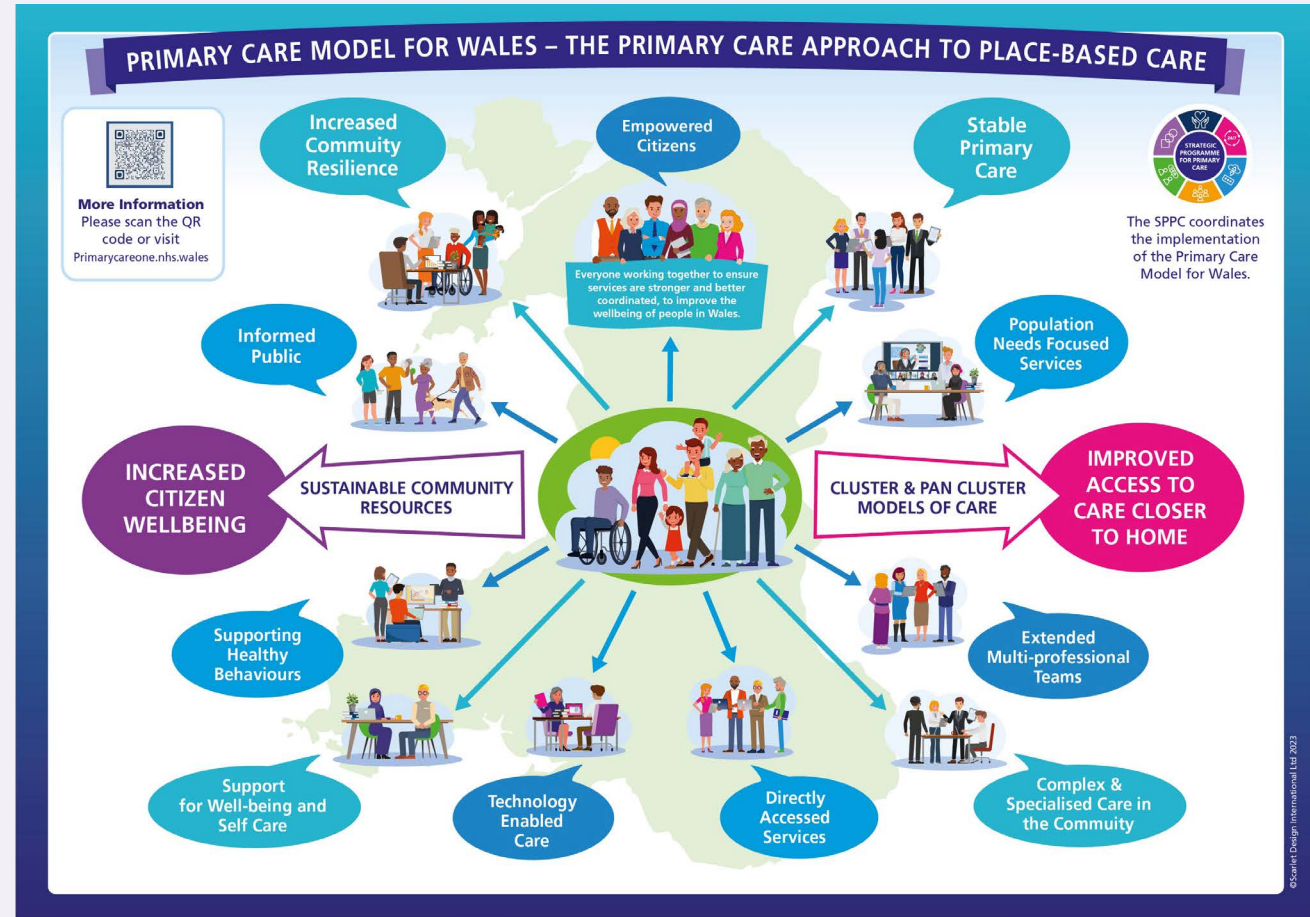 PRIMARY CARE MODEL FOR WALES – THE PRIMARY CARE APPROACH TO PLACE-BASED CARE
More Information
Please scan the QR
code or visit
Primarycareone.nhs.wales
Increased
Commuity
Resilience
Empowered
Citizens
Stable
Primary
Care
STRATEGIC
PROGRAMME
FOR PRIMARY
CARE
24/7
The SPPC coordinates
the implementation
of the Primary Care
Model for Wales.
Everyone working together to ensure
services are stronger and better
coordinated, to improve the
wellbeing of people in Wales.
Informed
Public
Population
Needs Focused
Services
INCREASED
CITIZEN
WELLBEING
SUSTAINABLE COMMUNITY
RESOURCES
CLUSTER & PAN CLUSTER
MODELS OF CARE
IMPROVED
ACCESS TO
CARE CLOSER
TO HOME
Supporting
Healthy
Behaviours
Extended
Multi-professional
Teams
Support
for Well-being and
Self Care
Technology
Enabled
Care
Directly
Accessed
Services
Complex &
Specialised Care in
the Commuity
©Scarlet Design International Ltd 2023